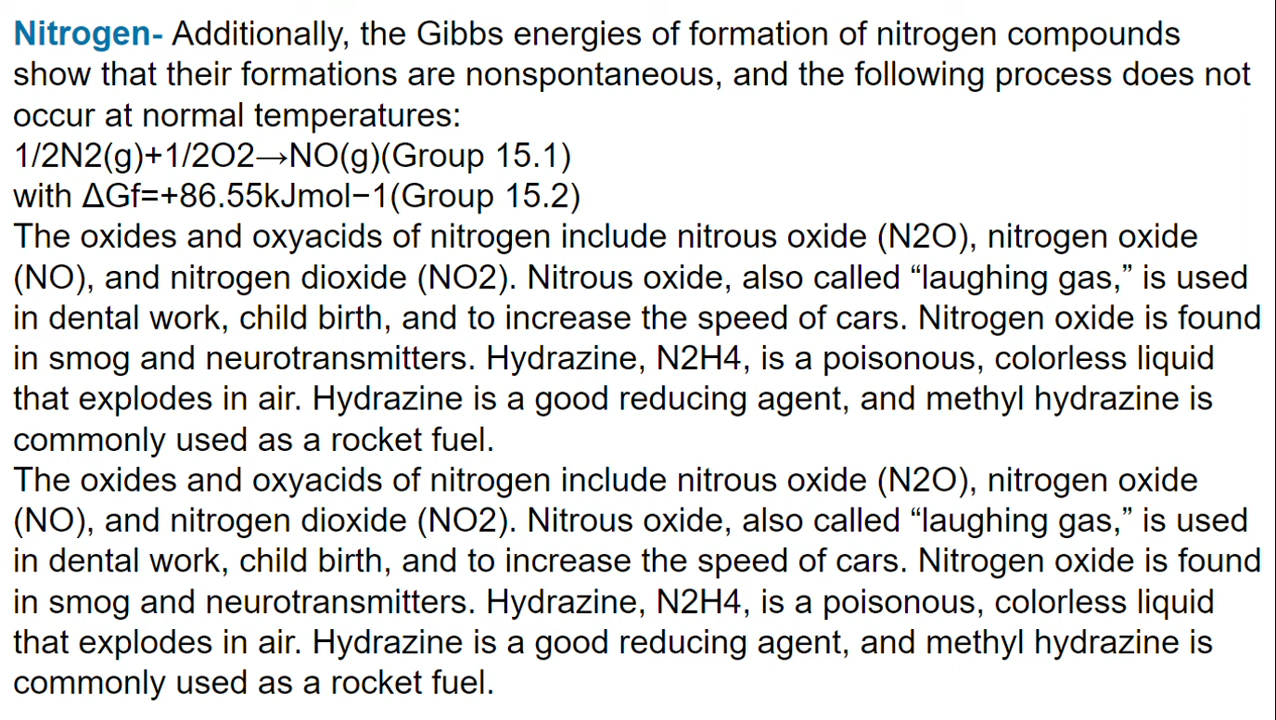 Nitrogen- Additionally, the Gibbs energies of formation of nitrogen compounds
show that their formations are nonspontaneous, and the following process does not
occur at normal temperatures:
1/2N2(g)+1/2O2→NO(g)(Group 15.1)
with ΔGf=+86.55kJmol−1(Group 15.2)
The oxides and oxyacids of nitrogen include nitrous oxide (N2O), nitrogen oxide
(NO), and nitrogen dioxide (NO2). Nitrous oxide, also called “laughing gas,” is used
in dental work, child birth, and to increase the speed of cars. Nitrogen oxide is found
in smog and neurotransmitters. Hydrazine, N2H4, is a poisonous, colorless liquid
that explodes in air. Hydrazine is a good reducing agent, and methyl hydrazine is
commonly used as a rocket fuel.
The oxides and oxyacids of nitrogen include nitrous oxide (N2O), nitrogen oxide
(NO), and nitrogen dioxide (NO2). Nitrous oxide, also called “laughing gas,” is used
in dental work, child birth, and to increase the speed of cars. Nitrogen oxide is found
in smog and neurotransmitters. Hydrazine, N2H4, is a poisonous, colorless liquid
that explodes in air. Hydrazine is a good reducing agent, and methyl hydrazine is
commonly used as a rocket fuel.